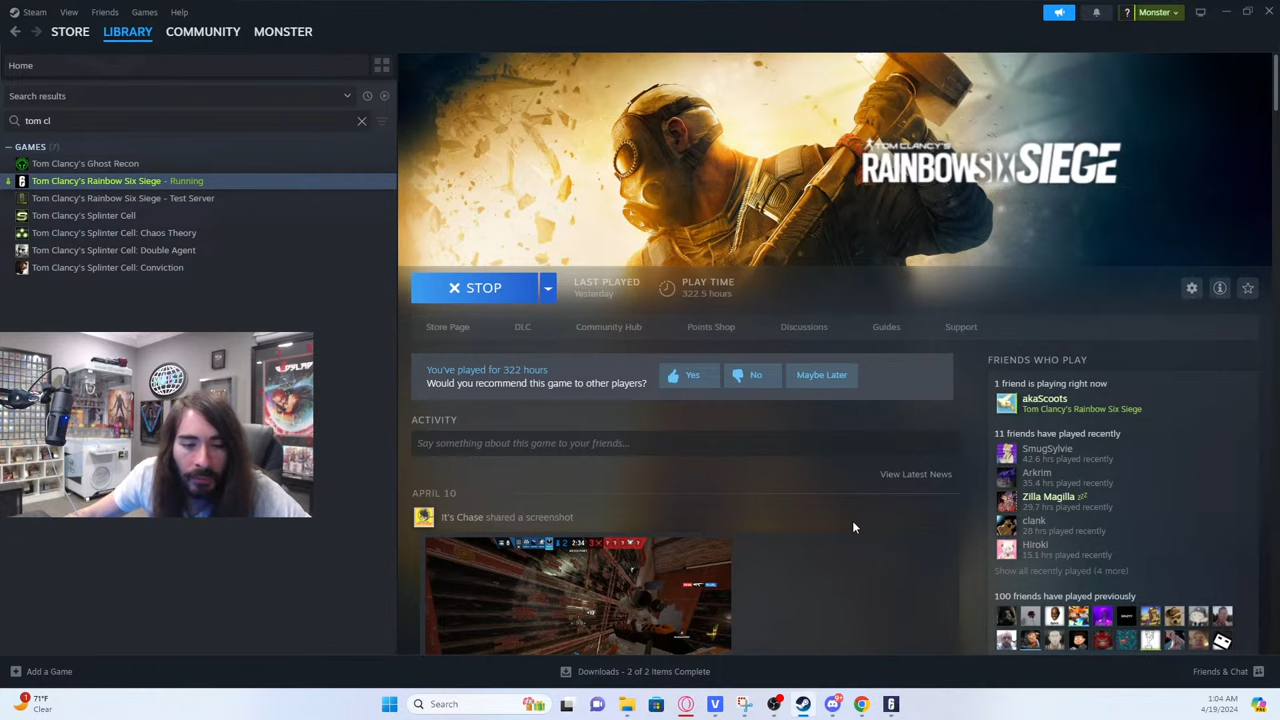 Steam View Friends Games Help
? Monster
STORE LIBRARY COMMUNITY MONSTER
Home
Search results
tom cl
GAMES (7)
Tom Clancy's Ghost Recon
Tom Clancy's Rainbow Six Siege - Running
Tom Clancy's Rainbow Six Siege - Test Server
Tom Clancy's Splinter Cell
Tom Clancy's Splinter Cell: Chaos Theory
Tom Clancy's Splinter Cell: Double Agent
Tom Clancy's Splinter Cell: Conviction
TOM CLANCY'S
RAINBOW SIX SIEGE
STOP
LAST PLAYED
Yesterday
PLAY TIME
322.5 hours
Store Page DLC Community Hub Points Shop Discussions Guides Support
You've played for 322 hours
Would you recommend this game to other players?
Yes
No
Maybe Later
ACTIVITY
Say something about this game to your friends...
View Latest News
APRIL 10
It's Chase shared a screenshot
2 2:34 3
FRIENDS WHO PLAY
1 friend is playing right now
akaScoots
Tom Clancy's Rainbow Six Siege
11 friends have played recently
SmugSylvie
42.6 hrs played recently
Arkrim
35.4 hrs played recently
Zilla Magilla zzz
29.7 hrs played recently
clank
28 hrs played recently
Hiroki
15.1 hrs played recently
Show all recently played (4 more)
100 friends have played previously
Add a Game
Downloads - 2 of 2 Items Complete
Friends & Chat
1
71°F
Clear
Search
1:04 AM
4/19/2024